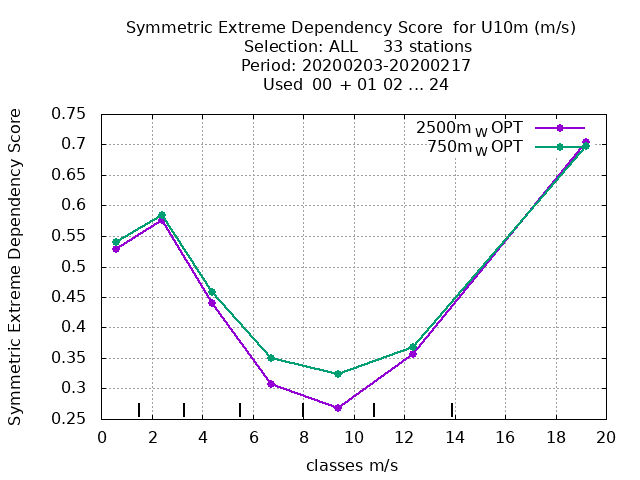 Symmetric Extreme Dependency Score  for U10m (m/s)
Selection: ALL     33 stations
Period: 20200203-20200217
Used  00 + 01 02 ... 24
2500m W OPT
750m W OPT
Symmetric Extreme Dependency Score
0.75
0.7
0.65
0.6
0.55
0.5
0.45
0.4
0.35
0.3
0.25
0 2 4 6 8 10 12 14 16 18 20
classes m/s